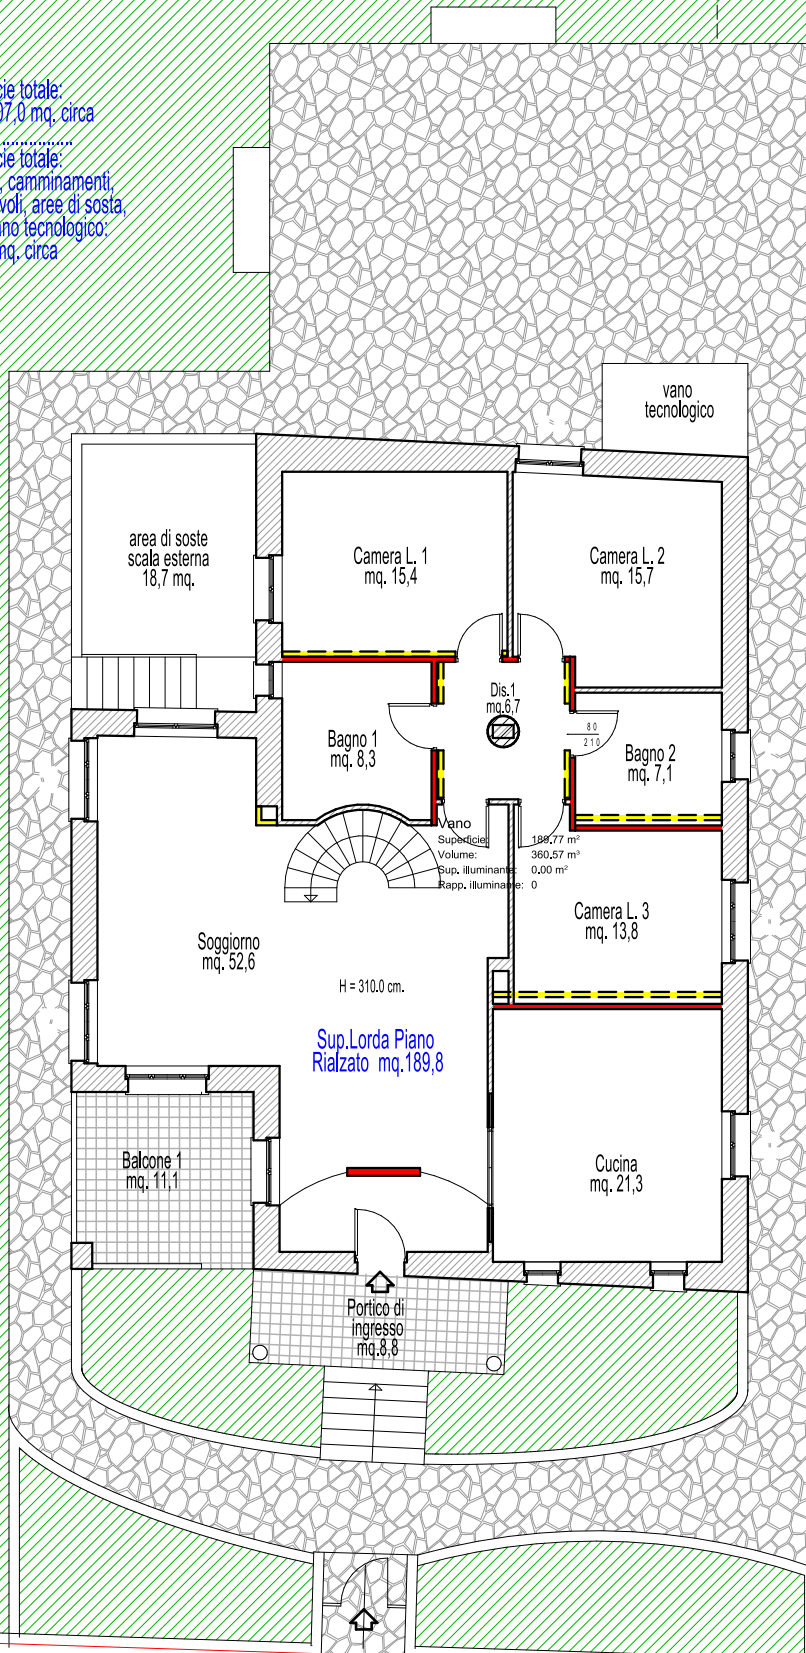 cie totale:
07,0 mq. circa
cie totale:
, camminamenti,
voli, aree di sosta,
no tecnologico:
mq. circa
vano
tecnologico
area di soste
scala esterna
18,7 mq.
Camera L. 1
mq. 15,4
Camera L. 2
mq. 15,7
Dis.1
mq.6,7
80
210
Bagno 1
mq. 8,3
Bagno 2
mq. 7,1
Vano
Superficie: 189.77 m²
Volume: 360.57 m³
Sup. illuminante: 0.00 m²
Rapp. illuminante: 0
Camera L. 3
mq. 13,8
Soggiorno
mq. 52,6
H = 310.0 cm.
Sup.Lorda Piano
Rialzato mq.189,8
Balcone 1
mq. 11,1
Cucina
mq. 21,3
Portico di
ingresso
mq.8,8